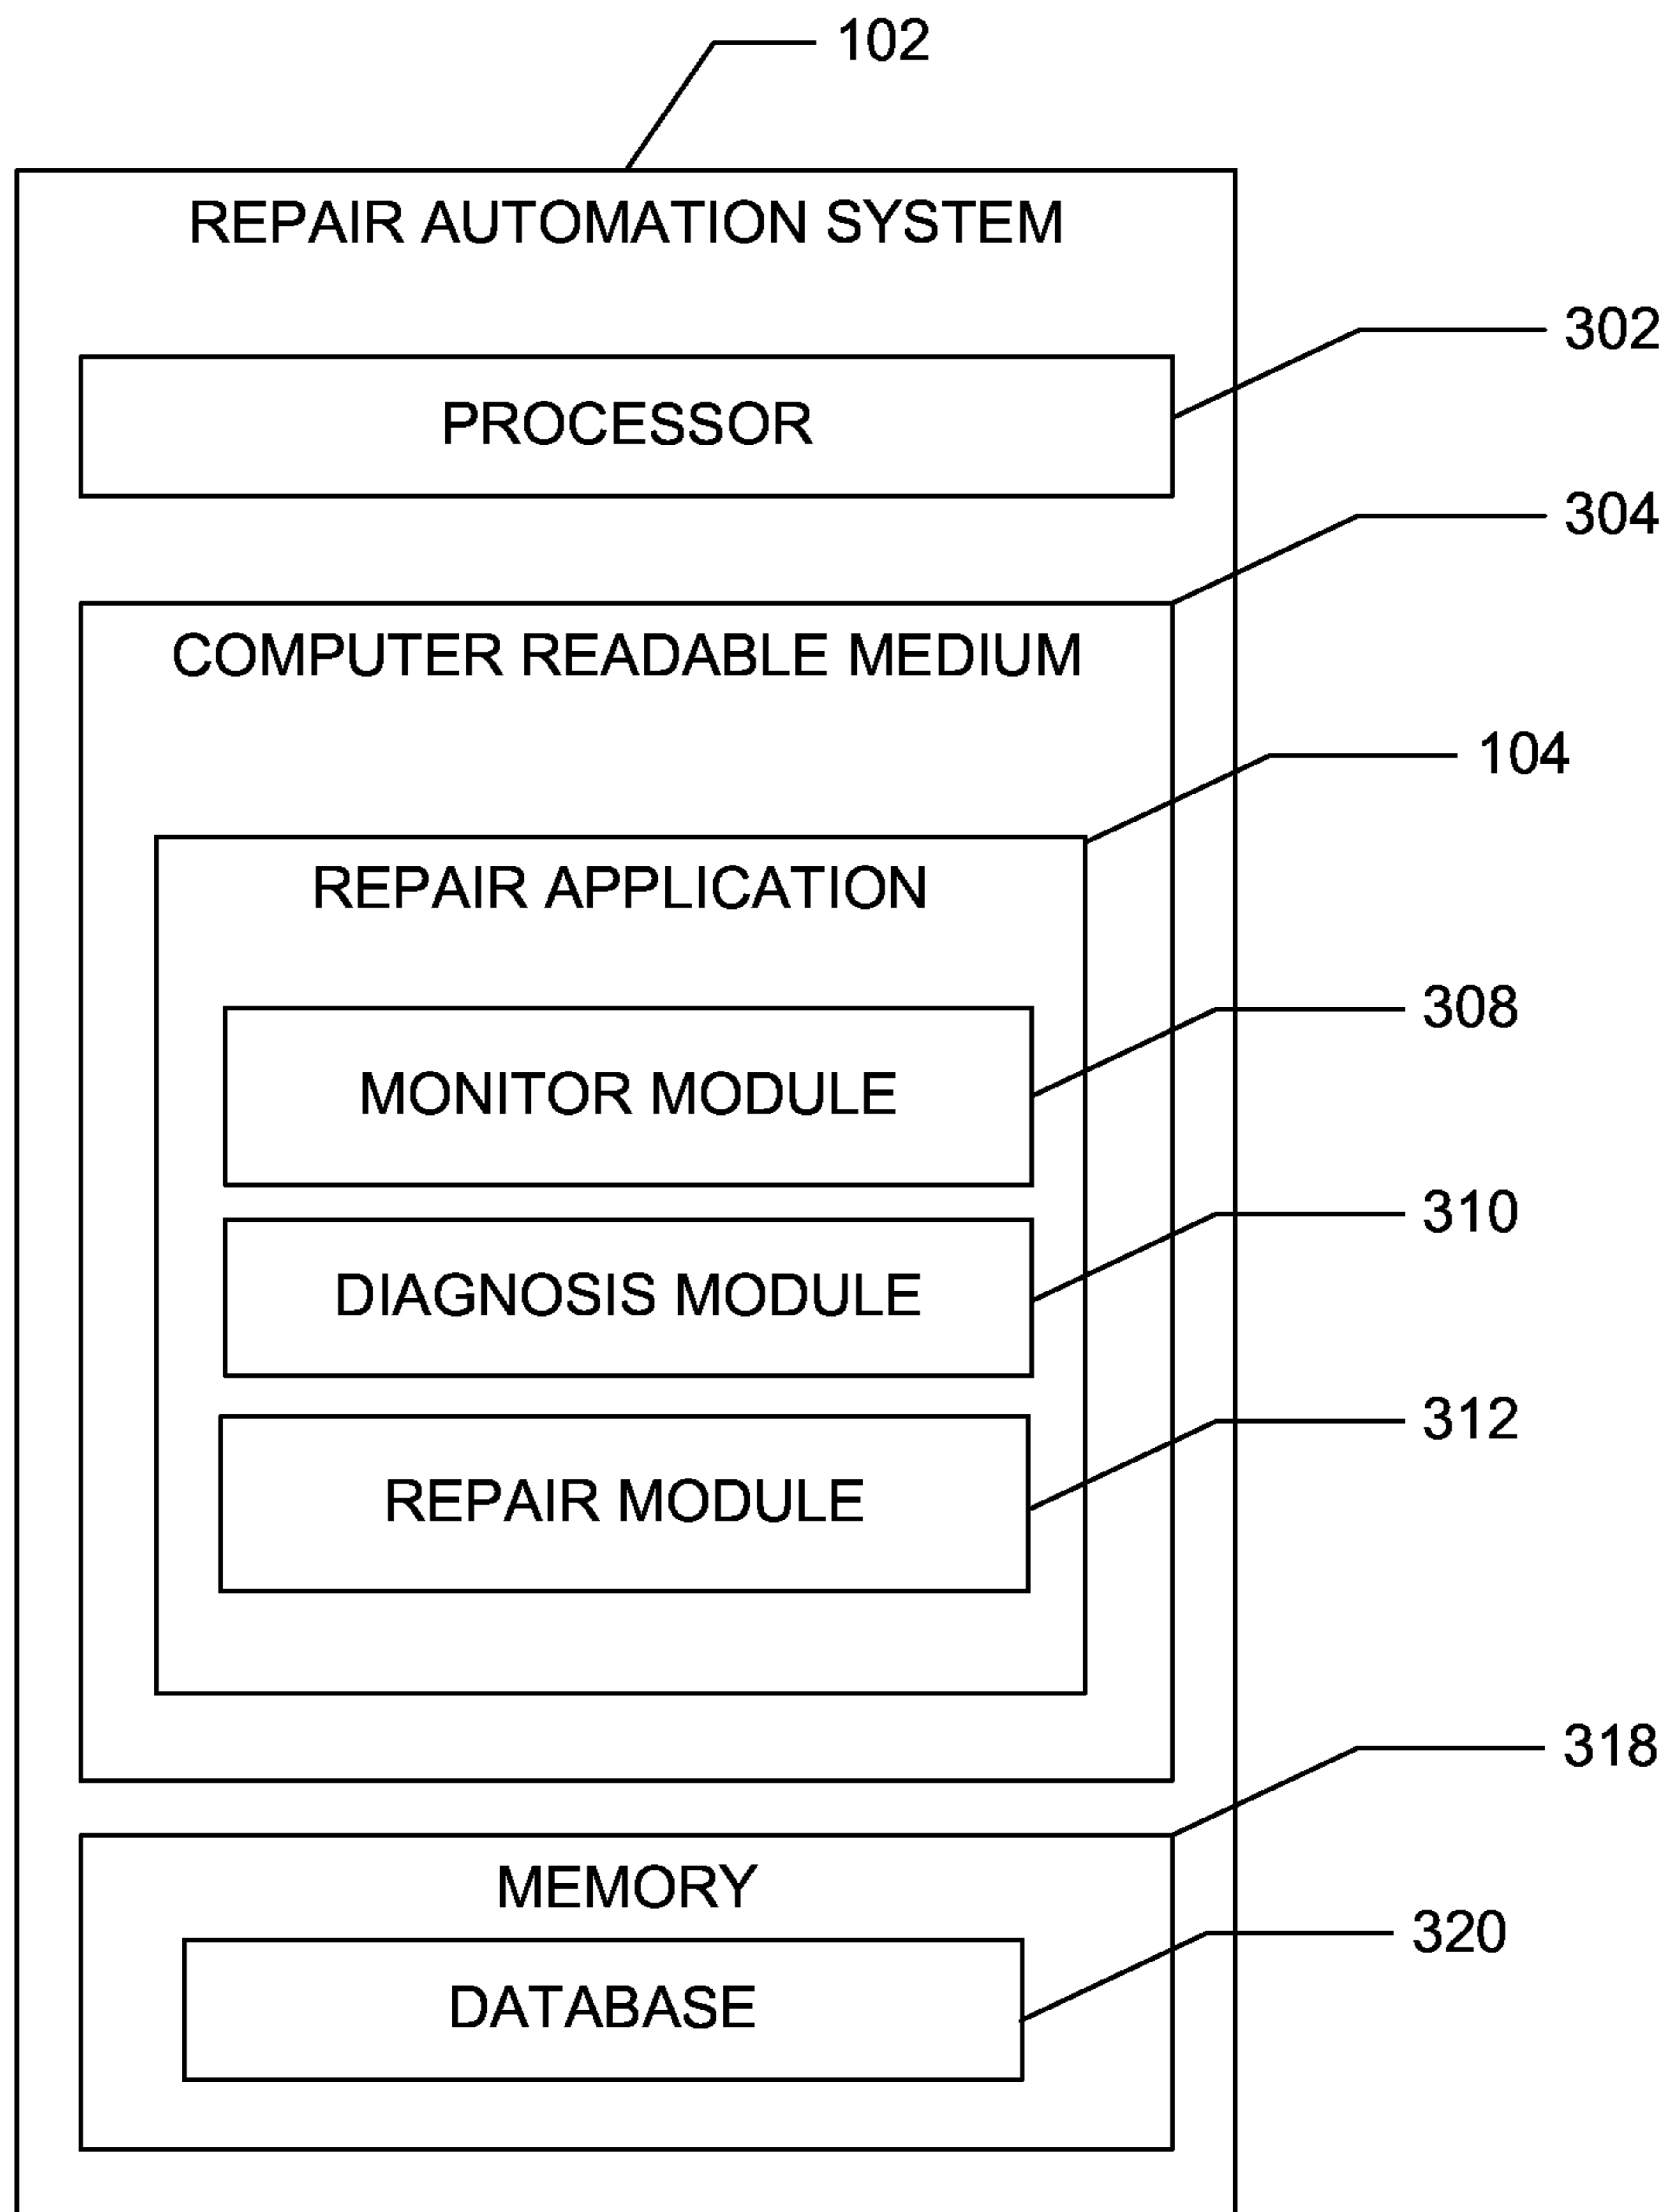 102
REPAIR AUTOMATION SYSTEM
302
PROCESSOR
304
COMPUTER READABLE MEDIUM
104
REPAIR APPLICATION
308
MONITOR MODULE
310
DIAGNOSIS MODULE
312
REPAIR MODULE
318
MEMORY
320
DATABASE